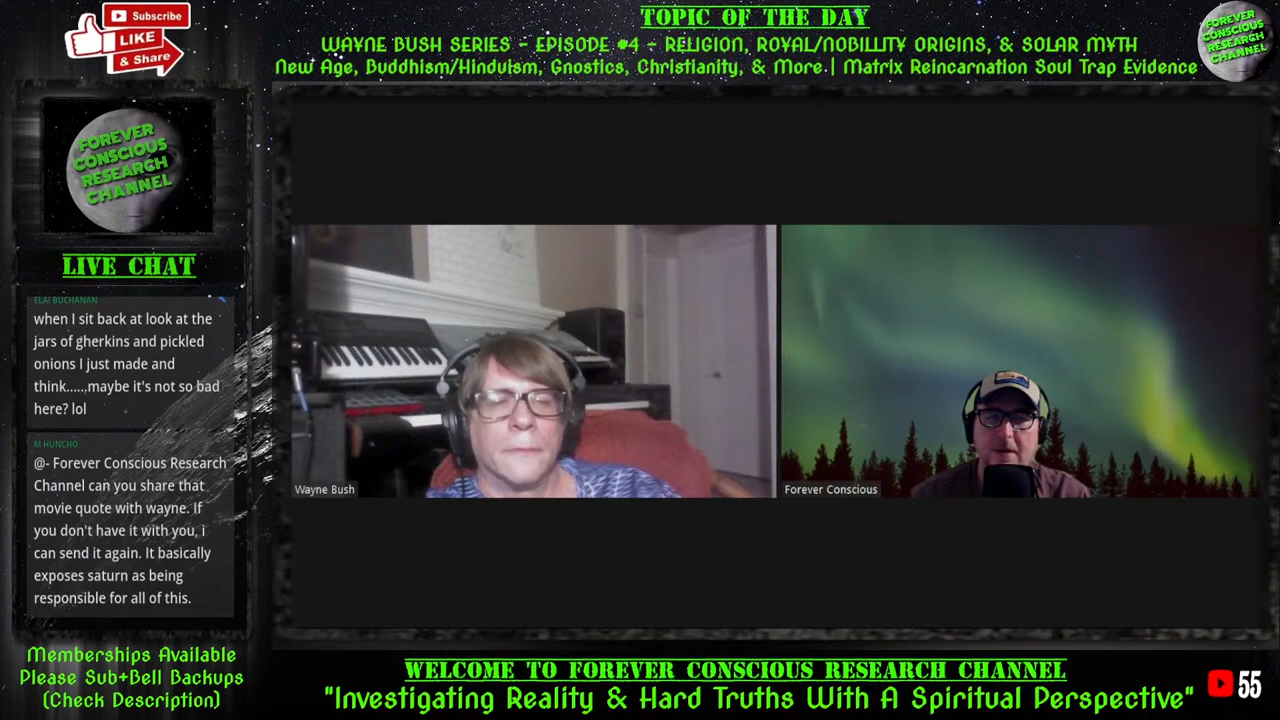 Subscribe
LIKE
& Share
TOPIC OF THE DAY
WAYNE BUSH SERIES - EPISODE #4 - RELIGION, ROYAL/NOBILLITY ORIGINS, & SOLAR MYTH
New Age, Buddhism/Hinduism, Gnostics, Christianity, & More | Matrix Reincarnation Soul Trap Evidence
FOREVER
CONSCIOUS
RESEARCH
CHANNEL
FOREVER
CONSCIOUS
RESEARCH
CHANNEL
LIVE CHAT
ELAI BUCHANAN
when I sit back at look at the
jars of gherkins and pickled
onions I just made and
think......maybe it's not so bad
here? lol
M HUNCHO
@- Forever Conscious Research
Channel can you share that
movie quote with wayne. If
you don't have it with you, i
can send it again. It basically
exposes saturn as being
responsible for all of this.
Wayne Bush
Forever Conscious
Memberships Available
Please Sub+Bell Backups
(Check Description)
WELCOME TO FOREVER CONSCIOUS RESEARCH CHANNEL
"Investigating Reality & Hard Truths With A Spiritual Perspective"
55